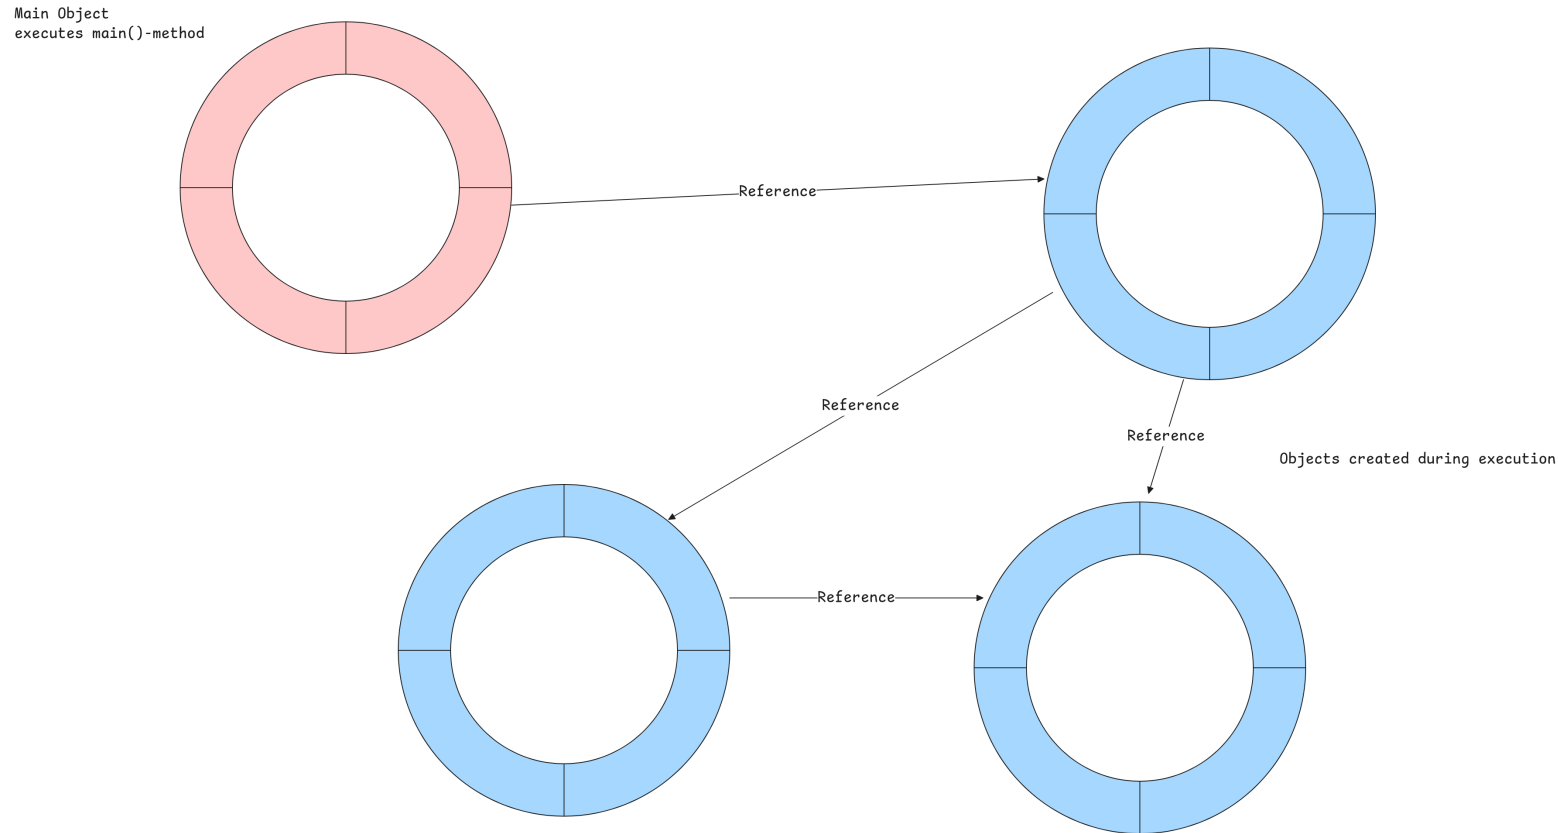 Main Object
executes main()-method
Reference
Reference
Reference
Objects created during execution
Reference